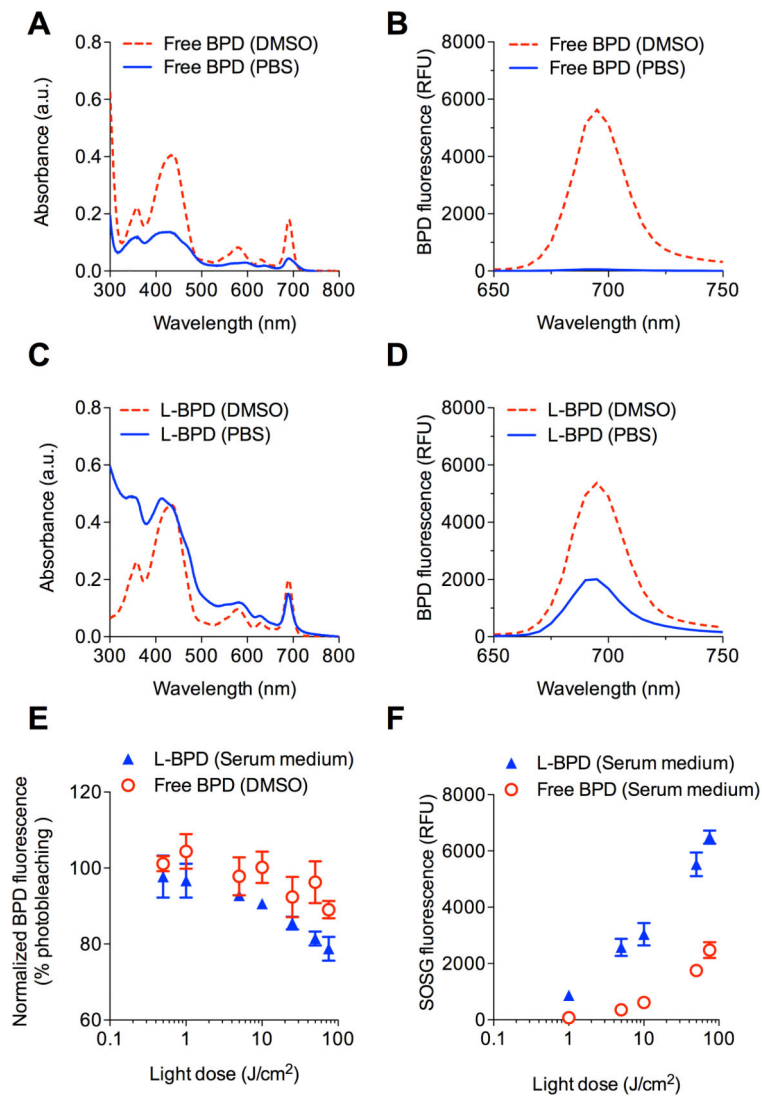 A
Free BPD (DMSO)
Free BPD (PBS)
Absorbance (a.u.)
0.8
0.6
0.4
0.2
0.0
300 400 500 600 700 800
Wavelength (nm)
B
Free BPD (DMSO)
Free BPD (PBS)
BPD fluorescence (RFU)
8000
6000
4000
2000
0
650 700 750
Wavelength (nm)
C
L-BPD (DMSO)
L-BPD (PBS)
Absorbance (a.u.)
0.8
0.6
0.4
0.2
0.0
300 400 500 600 700 800
Wavelength (nm)
D
L-BPD (DMSO)
L-BPD (PBS)
BPD fluorescence (RFU)
8000
6000
4000
2000
0
650 700 750
Wavelength (nm)
E
L-BPD (Serum medium)
Free BPD (DMSO)
Normalized BPD fluorescence
(% photobleaching )
120
100
80
60
0.1 1 10 100
Light dose (J/cm²)
F
L-BPD (Serum medium)
Free BPD (Serum medium)
SOSG fluorescence (RFU)
8000
6000
4000
2000
0
0.1 1 10 100
Light dose (J/cm²)